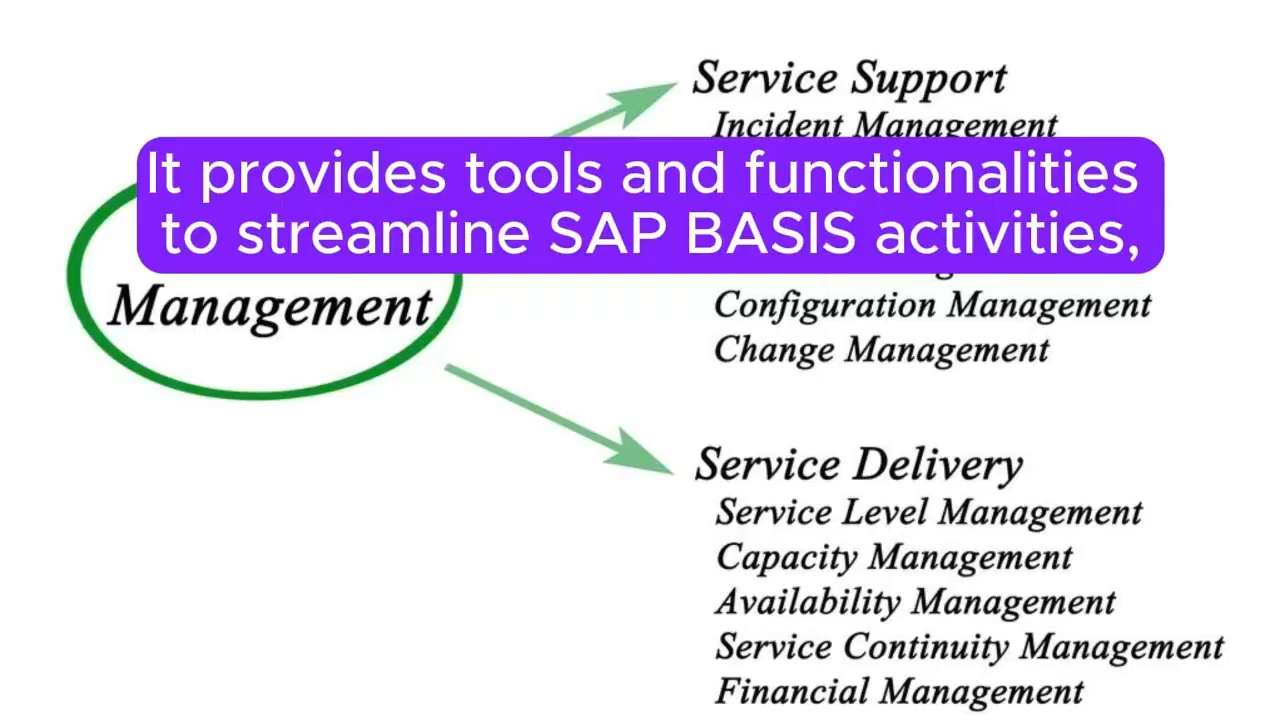 Service Support
Incident Management
It provides tools and functionalities
to streamline SAP BASIS activities,
Management
Configuration Management
Change Management
Service Delivery
Service Level Management
Capacity Management
Availability Management
Service Continuity Management
Financial Management